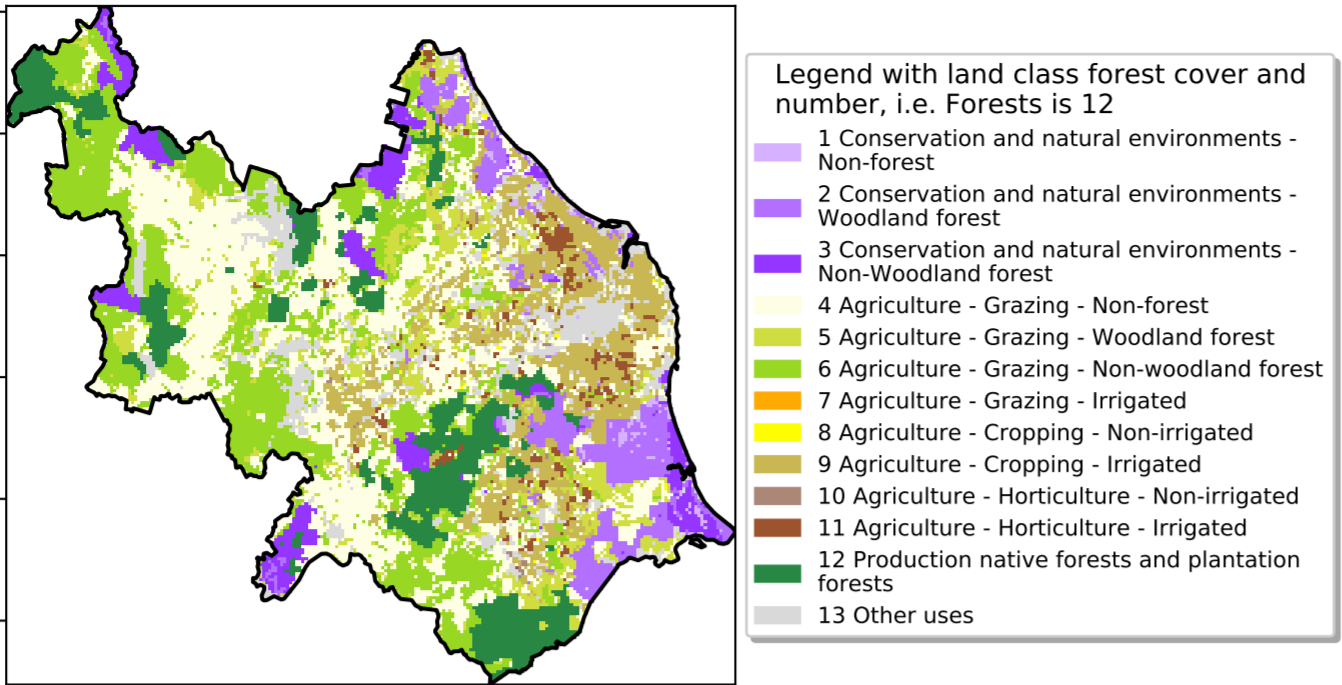 Legend with land class forest cover and
number, i.e. Forests is 12
1 Conservation and natural environments -
Non-forest
2 Conservation and natural environments -
Woodland forest
3 Conservation and natural environments -
Non-Woodland forest
4 Agriculture - Grazing - Non-forest
5 Agriculture - Grazing - Woodland forest
6 Agriculture - Grazing - Non-woodland forest
7 Agriculture - Grazing - Irrigated
8 Agriculture - Cropping - Non-irrigated
9 Agriculture - Cropping - Irrigated
10 Agriculture - Horticulture - Non-irrigated
11 Agriculture - Horticulture - Irrigated
12 Production native forests and plantation
forests
13 Other uses